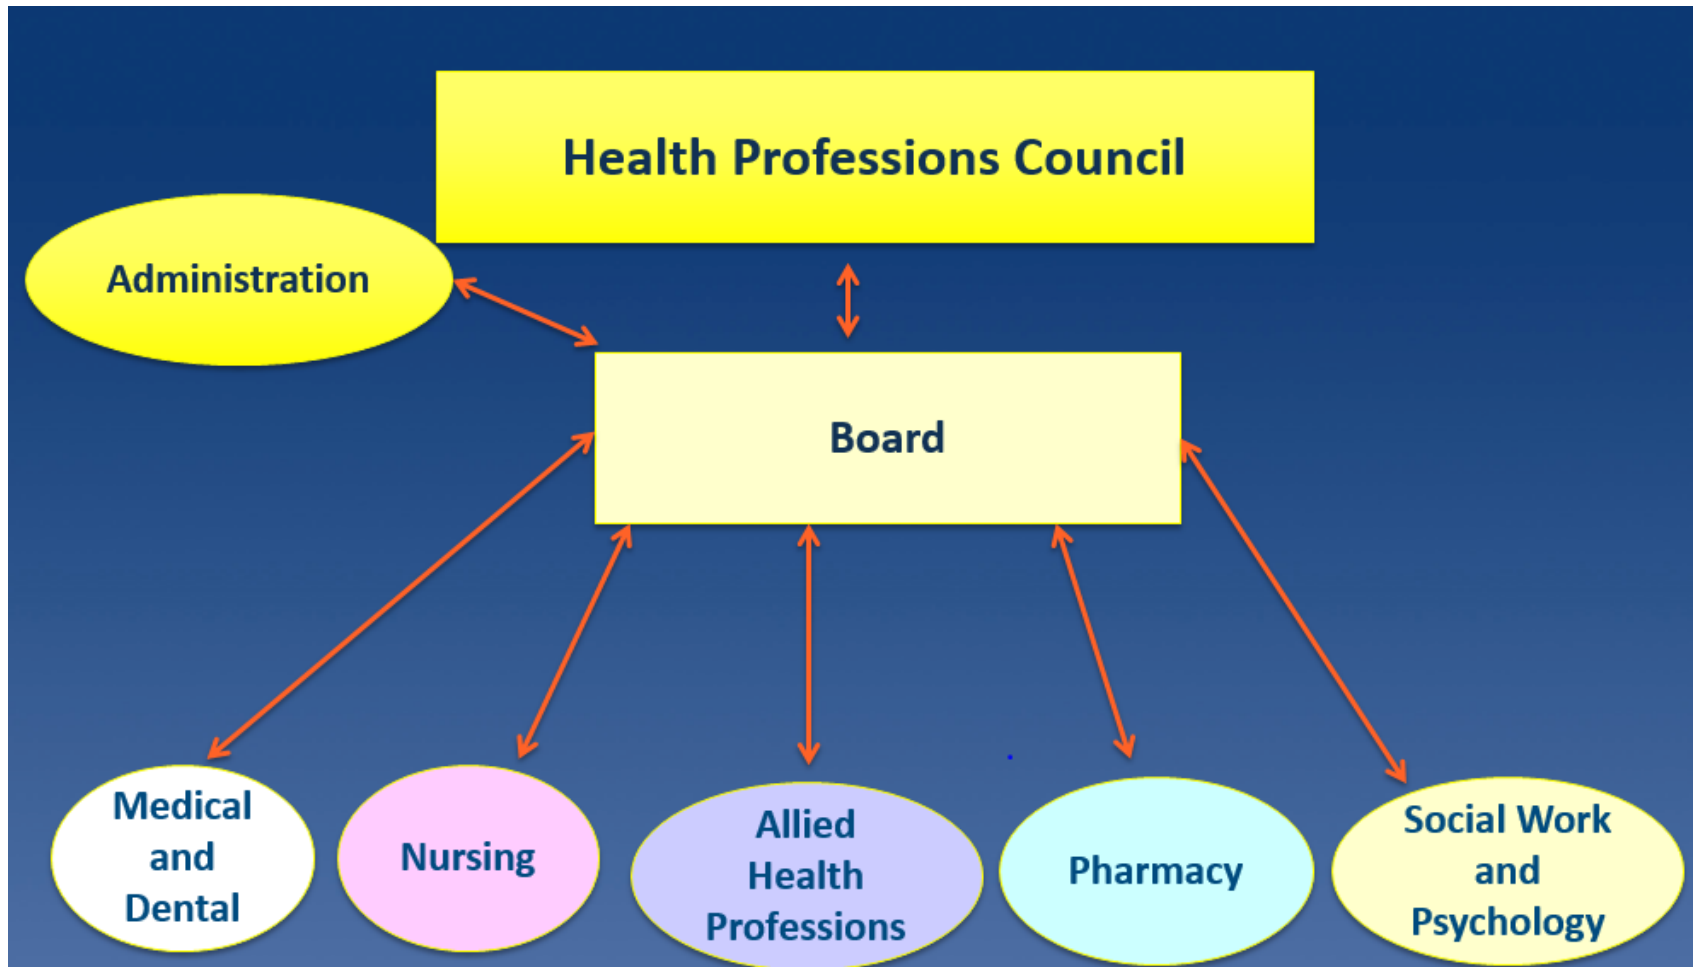 Health Professions Council
Administration
Board
Medical
and
Dental
Nursing
Allied
Health
Professions
Pharmacy
Social Work
and
Psychology